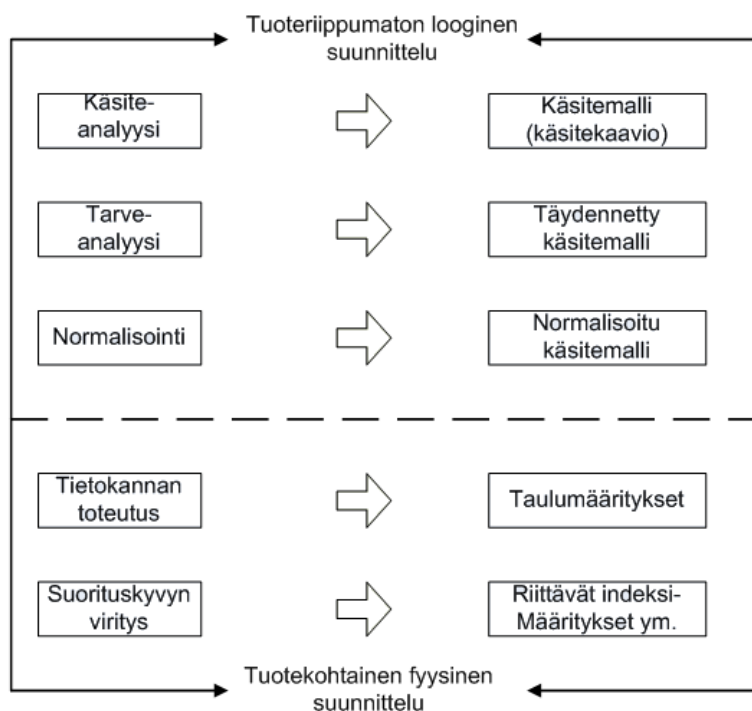 Tuoteriippumaton looginen
suunnittelu
Käsite-
analyysi
Käsitemalli
(käsitekaavio)
Tarve-
analyysi
Täydennetty
käsitemalli
Normalisointi
Normalisoitu
käsitemalli
Tietokannan
toteutus
Taulumääritykset
Suorituskyvyn
viritys
Riittävät indeksi-
Määritykset ym.
Tuotekohtainen fyysinen
suunnittelu